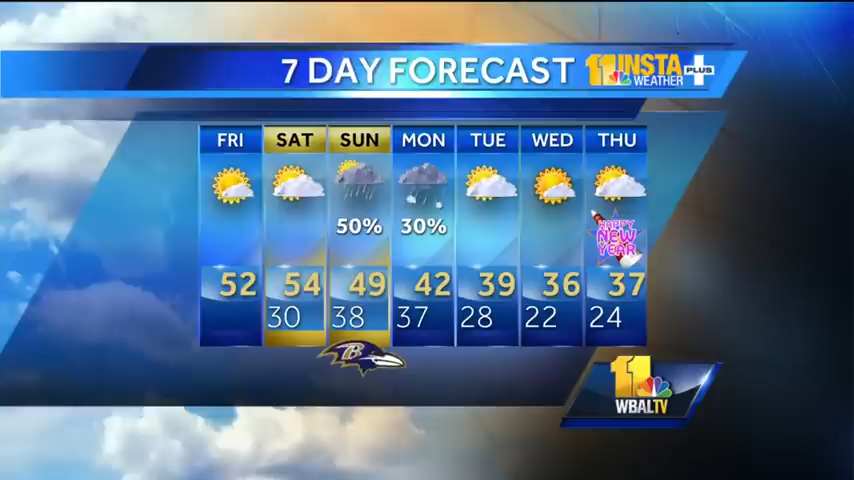 7 DAY FORECAST 11 INSTA WEATHER PLUS
FRI SAT SUN MON TUE WED THU
50% 30%
HAPPY
NEW
YEAR
52 54 49 42 39 36 37
30 38 37 28 22 24
B
11
WBALTV